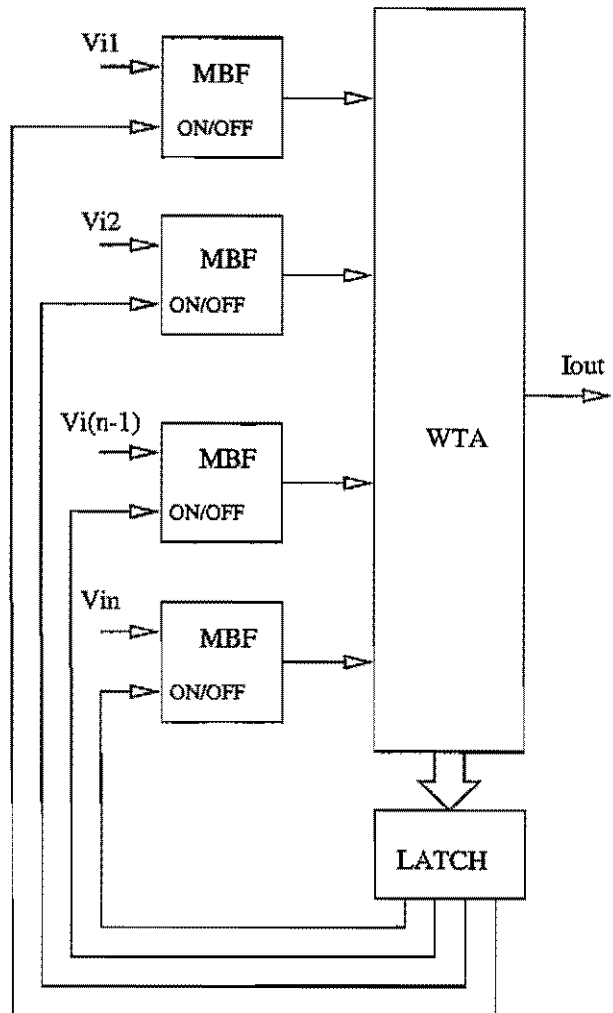 Vi1
MBF
ON/OFF
Vi2
MBF
ON/OFF
Iout
Vi(n-1)
MBF
WTA
ON/OFF
Vin
MBF
ON/OFF
LATCH